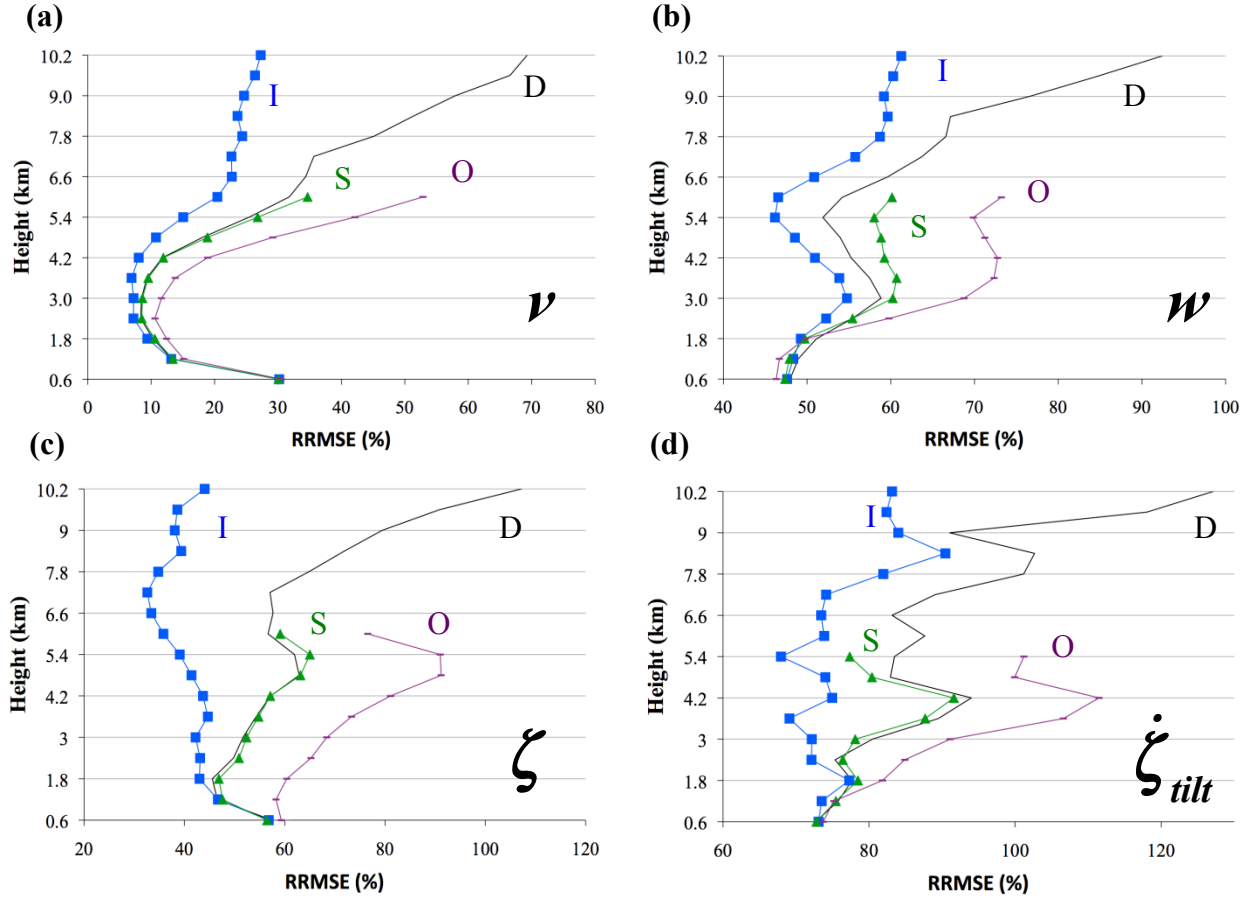 (a)
10.2
9.0
7.8
6.6
5.4
4.2
3.0
1.8
0.6
Height (km)
I
D
S
O
v
0 10 20 30 40 50 60 70 80
RRMSE (%)
(b)
10.2
9.0
7.8
6.6
5.4
4.2
3.0
1.8
0.6
Height (km)
I
D
S
O
w
40 50 60 70 80 90 100
RRMSE (%)
(c)
10.2
9
7.8
6.6
5.4
4.2
3
1.8
0.6
Height (km)
I
D
S
O
ζ
20 40 60 80 100 120
RRMSE (%)
(d)
10.2
9
7.8
6.6
5.4
4.2
3
1.8
0.6
Height (km)
I
D
S
O
ζ̇ tilt
60 80 100 120
RRMSE (%)